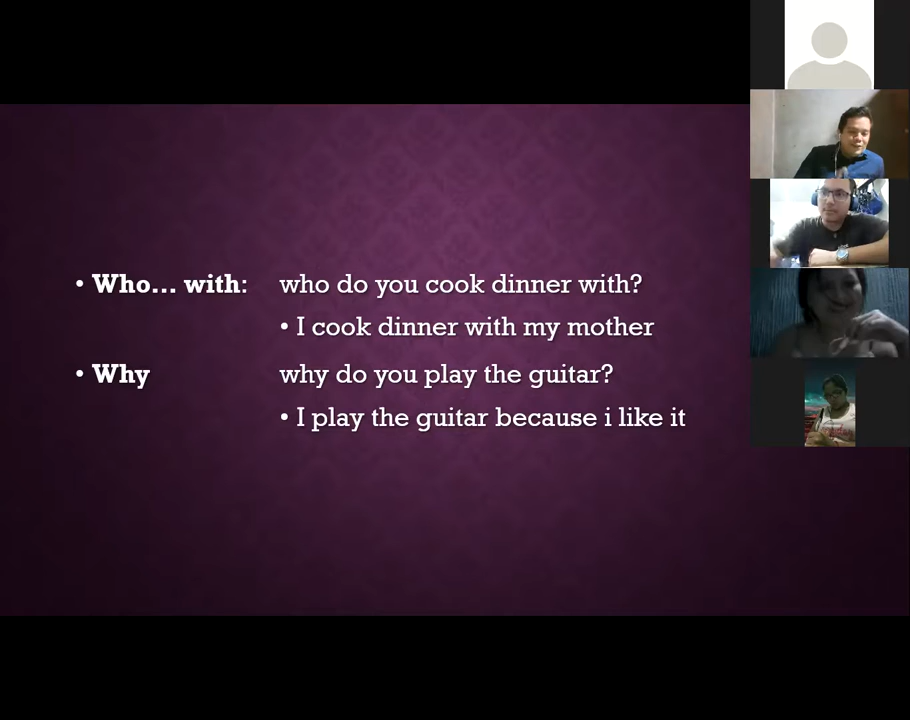 • Who... with: who do you cook dinner with?
• I cook dinner with my mother
• Why why do you play the guitar?
• I play the guitar because i like it